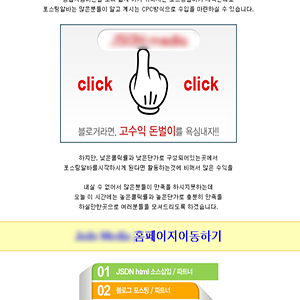 포스팅알바는 많은분들이 알고 계시는 CPC방식으로 수입을 마련하실 수 있습니다.
click
click
블로거라면, 고수익 돈벌이를 욕심내자!!
하지만, 낮은클릭률과 낮은단가로 구성되어있는곳에서
포스팅알바를시작하시게 된다면 활동하는것에 비해서 많은 수익을
내실 수 없어서 많은분들이 만족을 하시지못하는데
오늘 이 시간에는 높은클릭률과 높은단가로 충분히 만족을
하실만한곳으로 여러분들을 모셔드리도록 하겠습니다.
홈페이지이동하기
01 JSDN html 소스삽입 / 파트너
02 블로그 포스팅 / 파트너